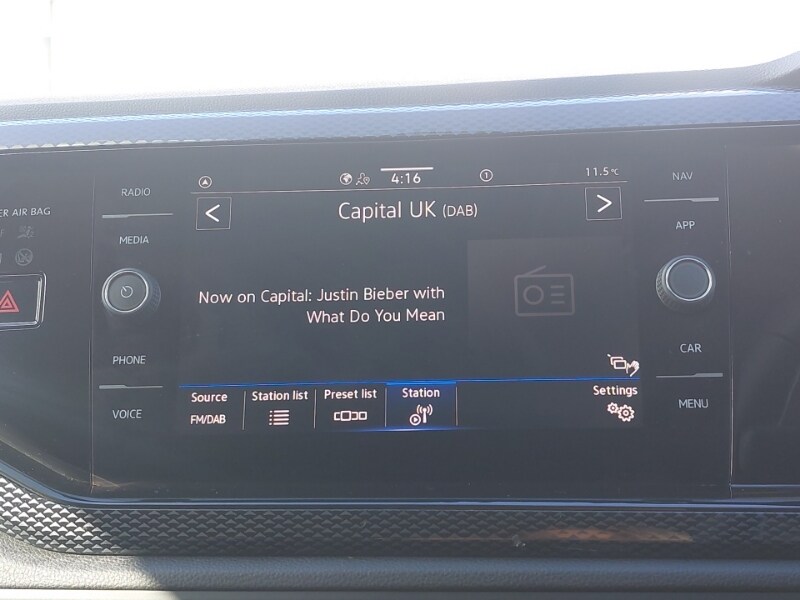 ER AIR BAG
RADIO
MEDIA
PHONE
VOICE
4:16
1
11.5°C
Capital UK (DAB)
Now on Capital: Justin Bieber with
What Do You Mean
Source
FM/DAB
Station list
Preset list
Station
Settings
NAV
APP
CAR
MENU